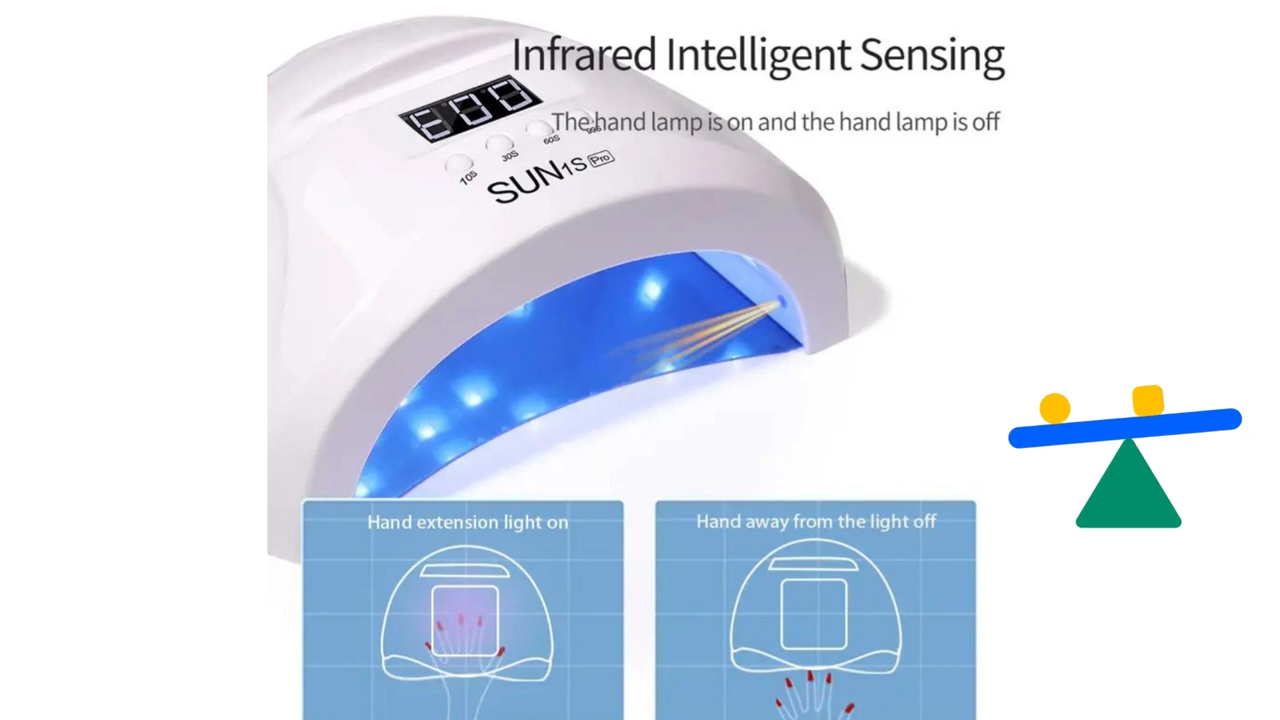 Infrared Intelligent Sensing
The hand lamp is on and the hand lamp is off
10S
30S
60S
99S
SUN1S Pro
Hand extension light on
Hand away from the light off